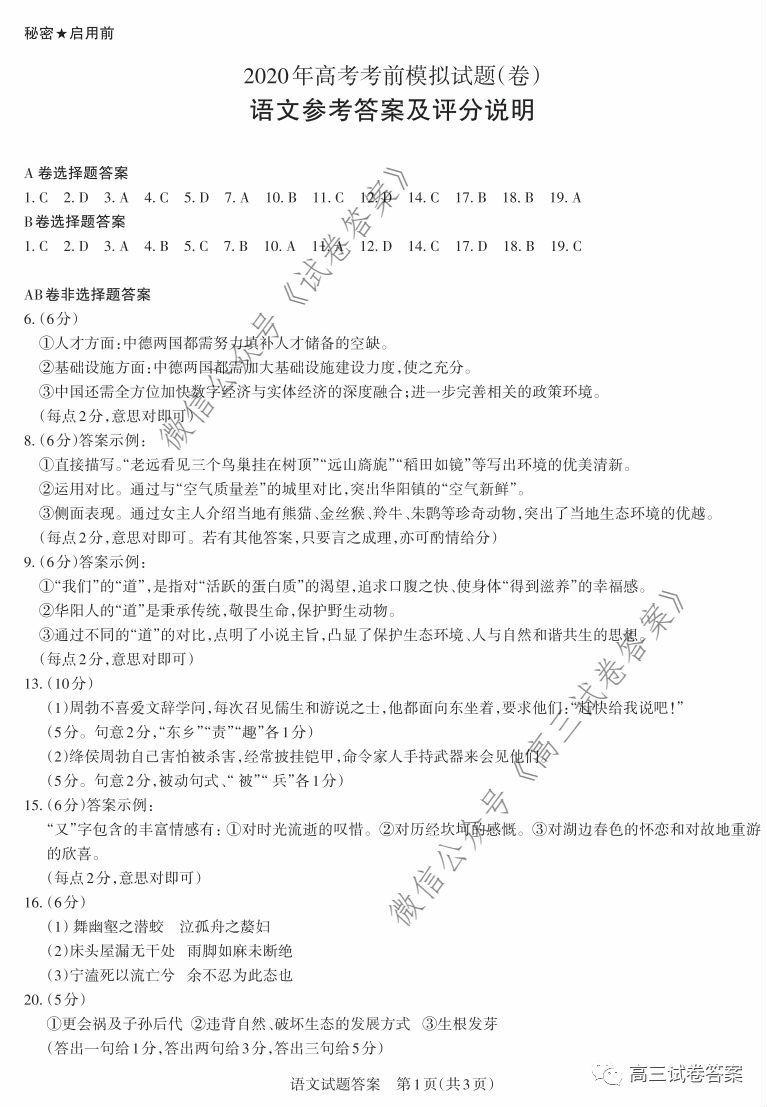 秘密★启用前
2020年高考考前模拟试题(卷)
语文参考答案及评分说明
A卷选择题答案
1. C 2. D 3. A 4. C 5. D 7. A 10. B 11. C 12. D 14. C 17. B 18. B 19. A
B卷选择题答案
1. C 2. D 3. A 4. B 5. C 7. B 10. A 11. A 12. D 14. C 17. D 18. B 19. C
AB卷非选择题答案
6. (6分)
①人才方面:中德两国都需努力填补人才储备的空缺。
②基础设施方面:中德两国都需加大基础设施建设力度,使之充分。
③中国还需全方位加快数字经济与实体经济的深度融合;进一步完善相关的政策环境。
(每点2分,意思对即可)
8. (6分)答案示例:
①直接描写。“老远看见三个鸟巢挂在树顶”“远山旖旎”“稻田如镜”等写出环境的优美清新。
②运用对比。通过与“空气质量差”的城里对比,突出华阳镇的“空气新鲜”。
③侧面表现。通过女主人介绍当地有熊猫、金丝猴、羚牛、朱鹮等珍奇动物,突出了当地生态环境的优越。
(每点2分,意思对即可。若有其他答案,只要言之成理,亦可酌情给分)
9. (6分)答案示例:
①“我们”的“道”,是指对“活跃的蛋白质”的渴望,追求口腹之快、使身体“得到滋养”的幸福感。
②华阳人的“道”是秉承传统,敬畏生命,保护野生动物。
③通过不同的“道”的对比,点明了小说主旨,凸显了保护生态环境、人与自然和谐共生的思想。
(每点2分,意思对即可)
13. (10分)
(1)周勃不喜爱文辞学问,每次召见儒生和游说之士,他都面向东坐着,要求他们:“赶快给我说吧!”
(5分。句意2分,“东乡”“责”“趣”各1分)
(2)绛侯周勃自己害怕被杀害,经常披挂铠甲,命令家人手持武器来会见他们
(5分。句意2分,被动句式、“被”“兵”各1分)
15. (6分)答案示例:
“又”字包含的丰富情感有: ①对时光流逝的叹惜。②对历经坎坷的感慨。③对湖边春色的怀恋和对故地重游
的欣喜。
(每点2分,意思对即可)
16. (6分)
(1) 舞幽壑之潜蛟 泣孤舟之嫠妇
(2)床头屋漏无干处 雨脚如麻未断绝
(3)宁溘死以流亡兮 余不忍为此态也
20. (5分)
①更会祸及子孙后代 ②违背自然、破坏生态的发展方式 ③生根发芽
(答出一句给1分,答出两句给3分,答出三句给5分)
语文试题答案 第1页(共3页)
微信公众号《试卷答案》
微信公众号《高三试卷答案》
高三试卷答案